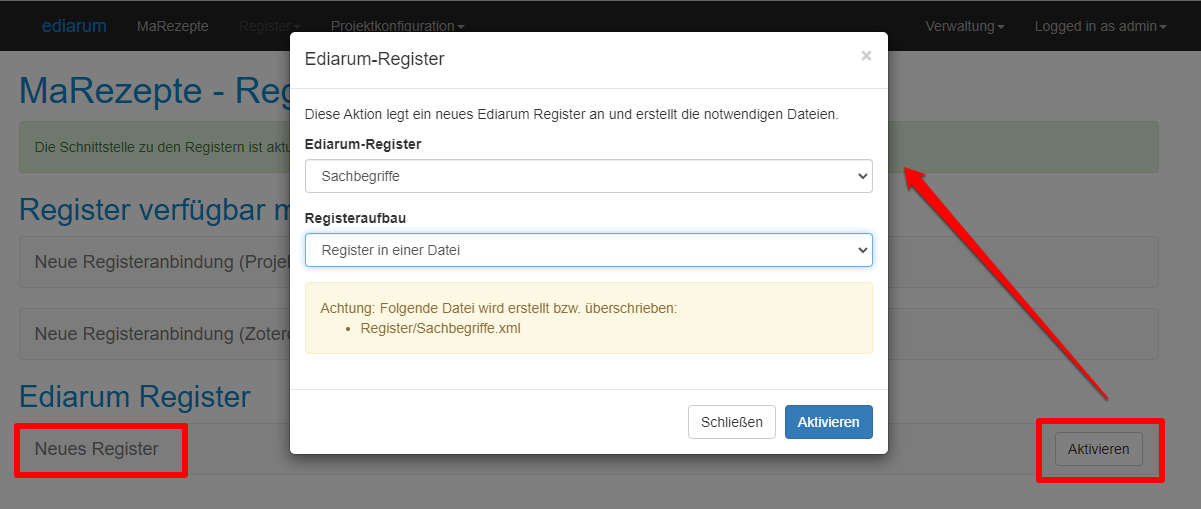 ediarum MaRezepte Register Projektkonfiguration Verwaltung Logged in as admin
Ediarum-Register ×
MaRezepte - Reg
Diese Aktion legt ein neues Ediarum Register an und erstellt die notwendigen Dateien.
Ediarum-Register
Die Schnittstelle zu den Registern ist aktu
Sachbegriffe
Register verfügbar m
Registeraufbau
Register in einer Datei
Neue Registeranbindung (Projek
Achtung: Folgende Datei wird erstellt bzw. überschrieben:
• Register/Sachbegriffe.xml
Neue Registeranbindung (Zotero
Ediarum Register
Schließen Aktivieren
Neues Register Aktivieren